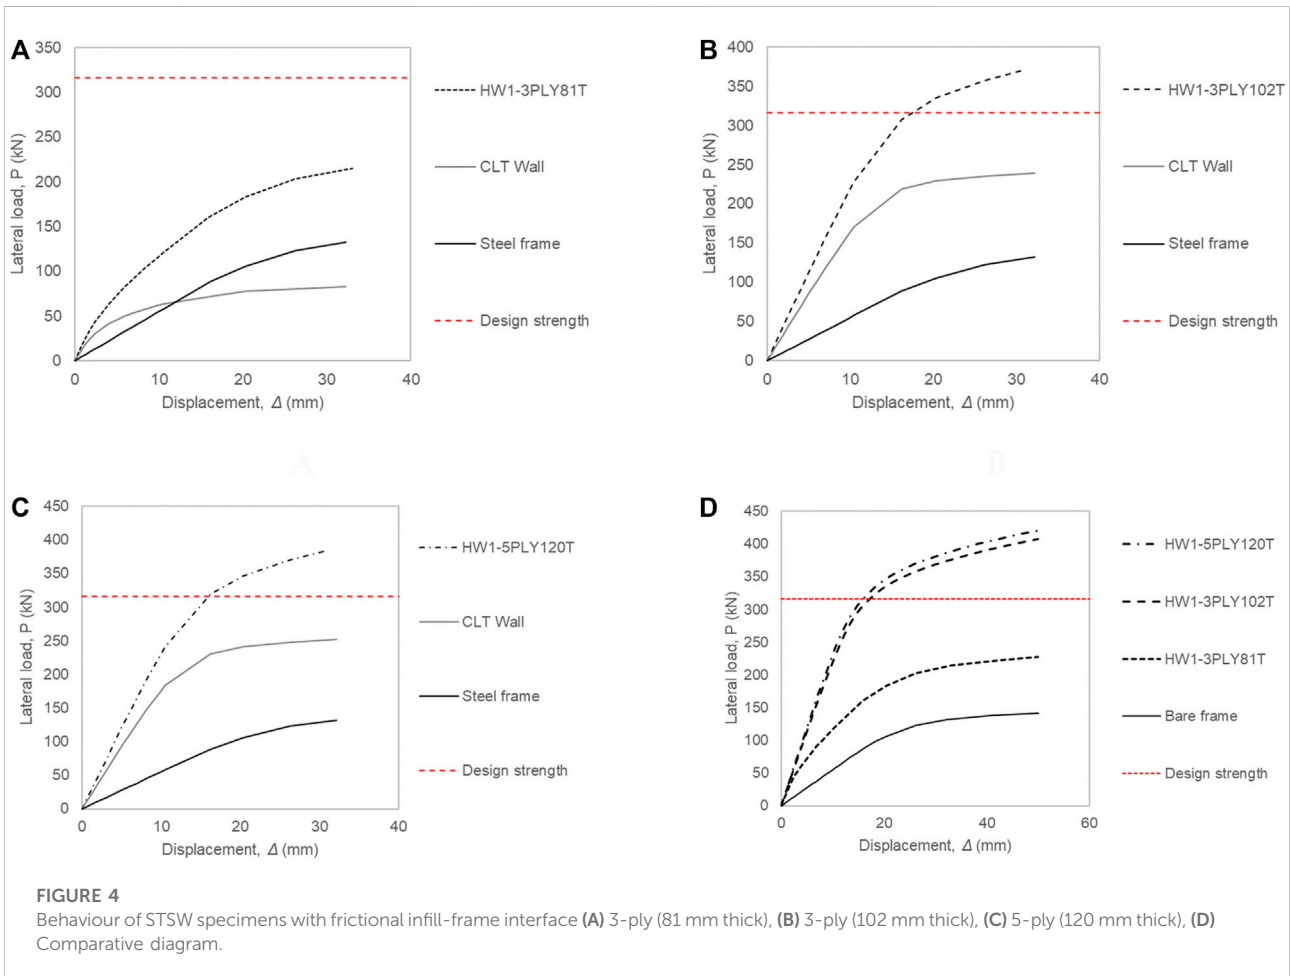 A
350
300
250
200
150
100
50
0
0 10 20 30 40
Lateral load, P (kN)
Displacement, Δ (mm)
HW1-3PLY81T
CLT Wall
Steel frame
Design strength
B
400
350
300
250
200
150
100
50
0
0 10 20 30 40
Lateral load, P (kN)
Displacement, Δ (mm)
HW1-3PLY102T
CLT Wall
Steel frame
Design strength
A
B
C
450
400
350
300
250
200
150
100
50
0
0 10 20 30 40
Lateral load, P (kN)
Displacement, Δ (mm)
HW1-5PLY120T
CLT Wall
Steel frame
Design strength
D
450
400
350
300
250
200
150
100
50
0
0 20 40 60
Lateral load, P (kN)
Displacement, Δ (mm)
HW1-5PLY120T
HW1-3PLY102T
HW1-3PLY81T
Bare frame
Design strength
FIGURE 4
Behaviour of STSW specimens with frictional infill-frame interface (A) 3-ply (81 mm thick), (B) 3-ply (102 mm thick), (C) 5-ply (120 mm thick), (D)
Comparative diagram.